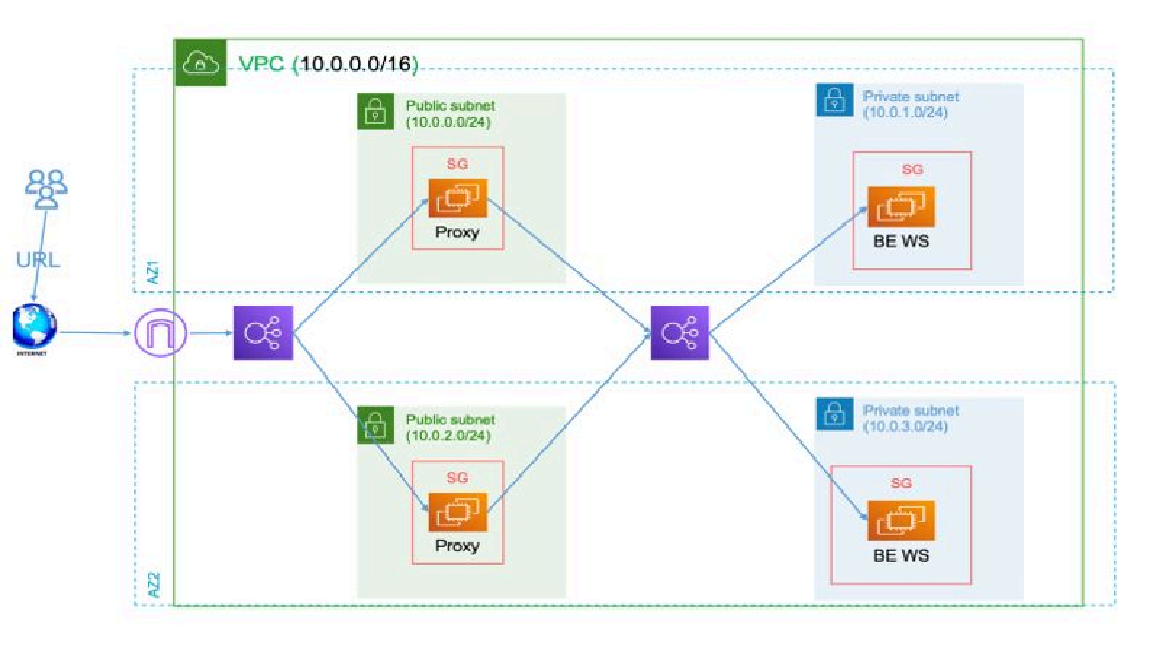 VPC (10.0.0.0/16)
Public subnet
(10.0.0.0/24)
SG
Proxy
Private subnet
(10.0.1.0/24)
SG
BE WS
AZ1
URL
INTERNET
Public subnet
(10.0.2.0/24)
SG
Proxy
Private subnet
(10.0.3.0/24)
SG
BE WS
AZ2